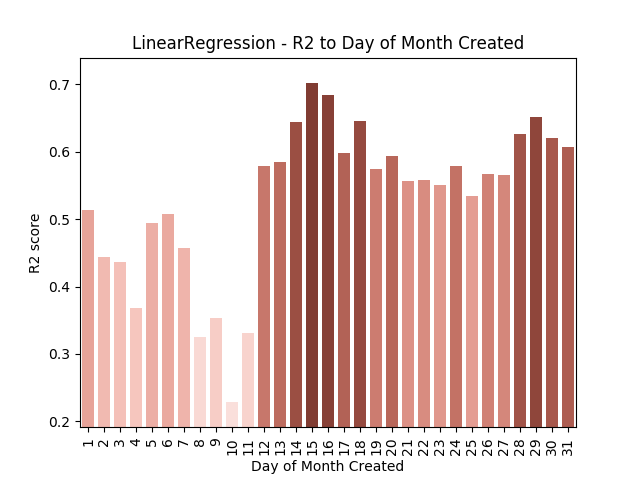 LinearRegression - R2 to Day of Month Created
R2 score
0.7
0.6
0.5
0.4
0.3
0.2
1 2 3 4 5 6 7 8 9 10 11 12 13 14 15 16 17 18 19 20 21 22 23 24 25 26 27 28 29 30 31
Day of Month Created